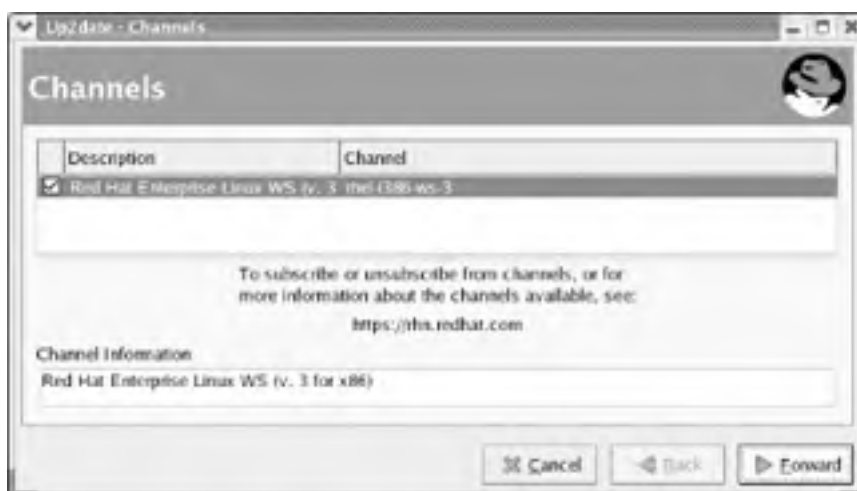 Up2date - Channels
Channels
Description Channel
Red Hat Enterprise Linux WS (v. 3 rhel-i386-ws-3
To subscribe or unsubscribe from channels, or for
more information about the channels available, see:
https://rhn.redhat.com
Channel Information
Red Hat Enterprise Linux WS (v. 3 for x86)
Cancel Back Forward